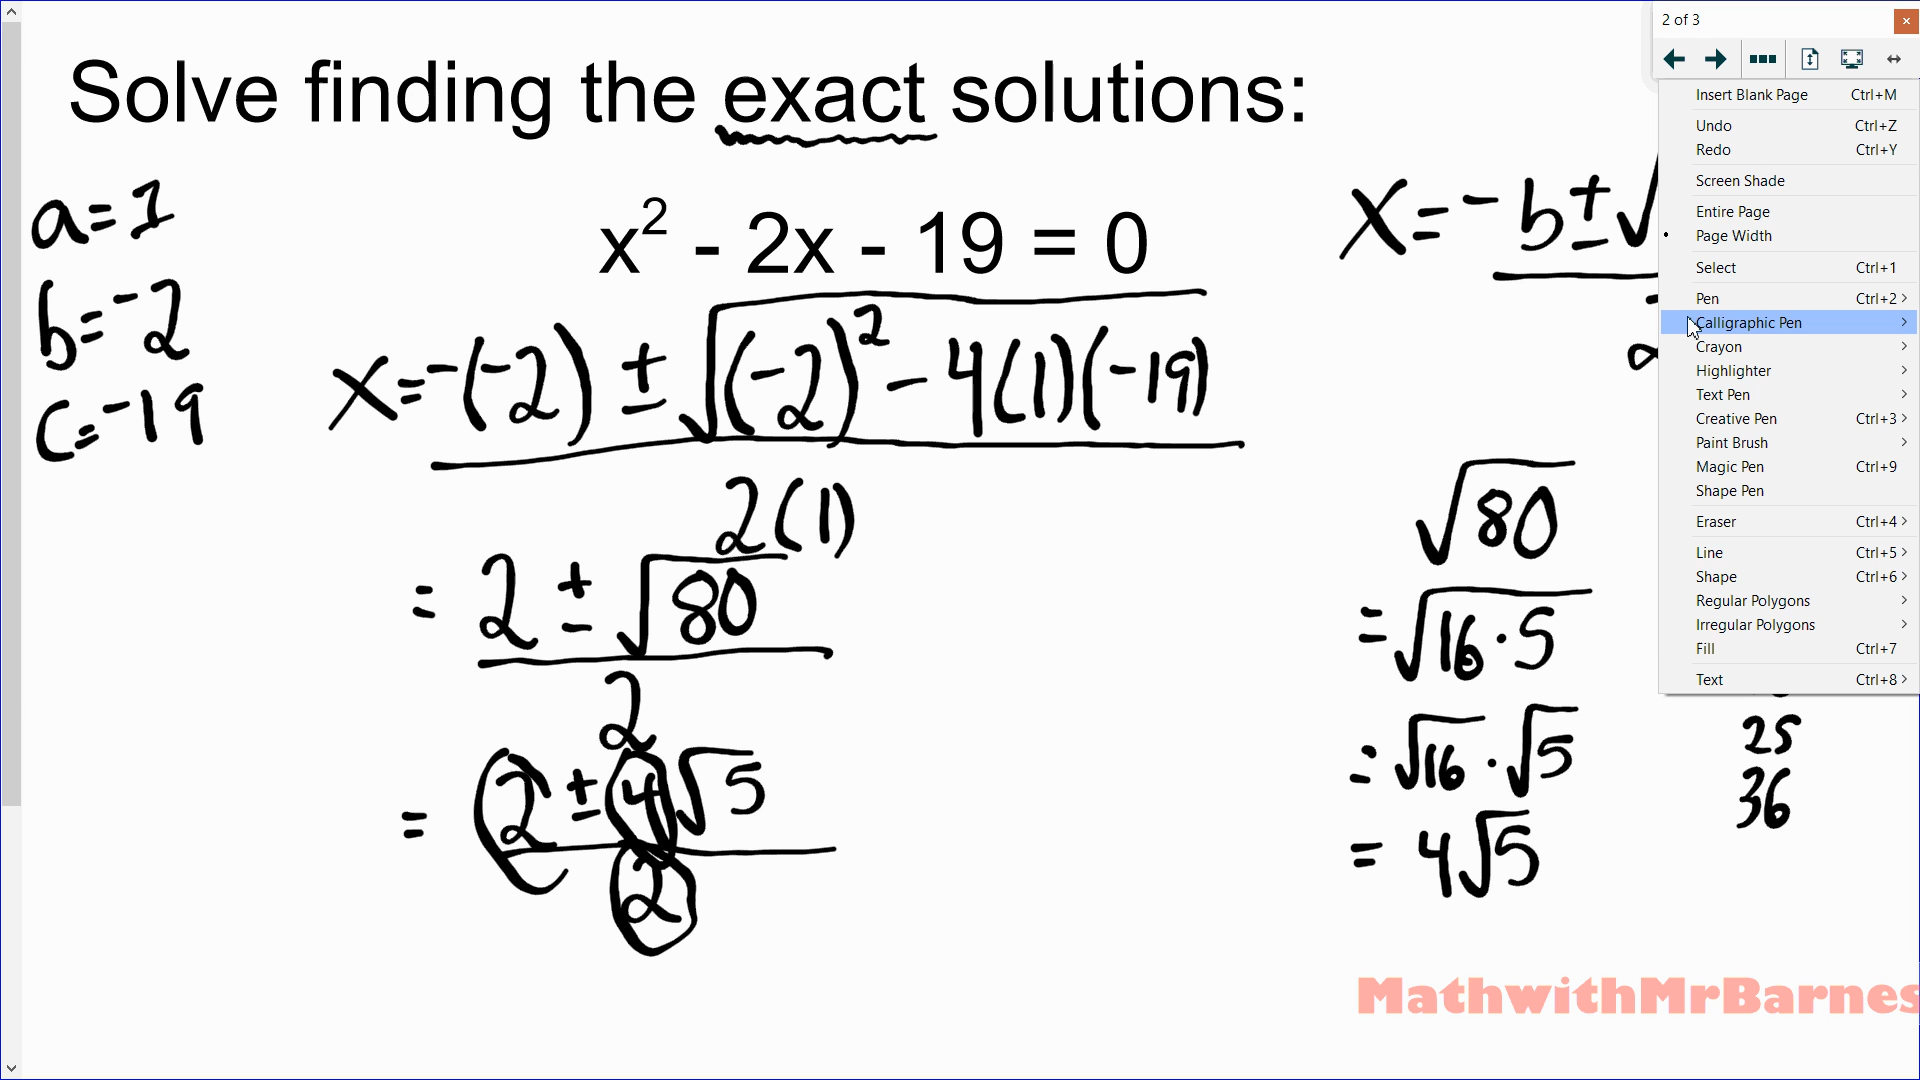 Solve finding the exact solutions:
a=1
b=-2
c=-19
x² - 2x - 19 = 0
x=-b±√
x=-(-2) ± √(-2)² - 4(1)(-19)
2(1)
= 2 ± √80
2
= 2 ± 4√5
2
√80
= √16·5
= √16 · √5
= 4√5
25
36
2 of 3
Insert Blank Page Ctrl+M
Undo Ctrl+Z
Redo Ctrl+Y
Screen Shade
Entire Page
Page Width
Select Ctrl+1
Pen Ctrl+2
Calligraphic Pen
Crayon
Highlighter
Text Pen
Creative Pen Ctrl+3
Paint Brush
Magic Pen Ctrl+9
Shape Pen
Eraser Ctrl+4
Line Ctrl+5
Shape Ctrl+6
Regular Polygons
Irregular Polygons
Fill Ctrl+7
Text Ctrl+8
MathwithMrBarnes